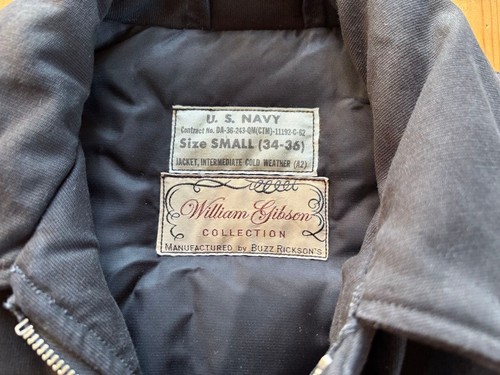 U. S. NAVY
Contract No. DA-36-243-QM(CTM)-11192-C-62
Size SMALL (34-36)
JACKET, INTERMEDIATE COLD WEATHER (A2)
William Gibson
COLLECTION
MANUFACTURED by BUZZ RICKSON'S